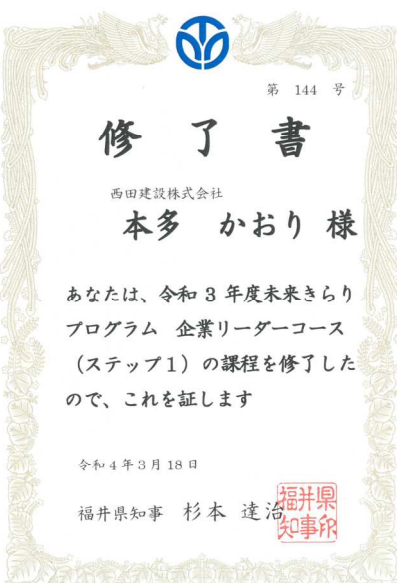 第 144 号
修了書
西田建設株式会社
本多 かおり 様
あなたは、令和3年度未来きらり
プログラム 企業リーダーコース
(ステップ1)の課程を修了した
ので、これを証します
令和4年3月18日
福井県知事 杉本 達治
福井県
知事印